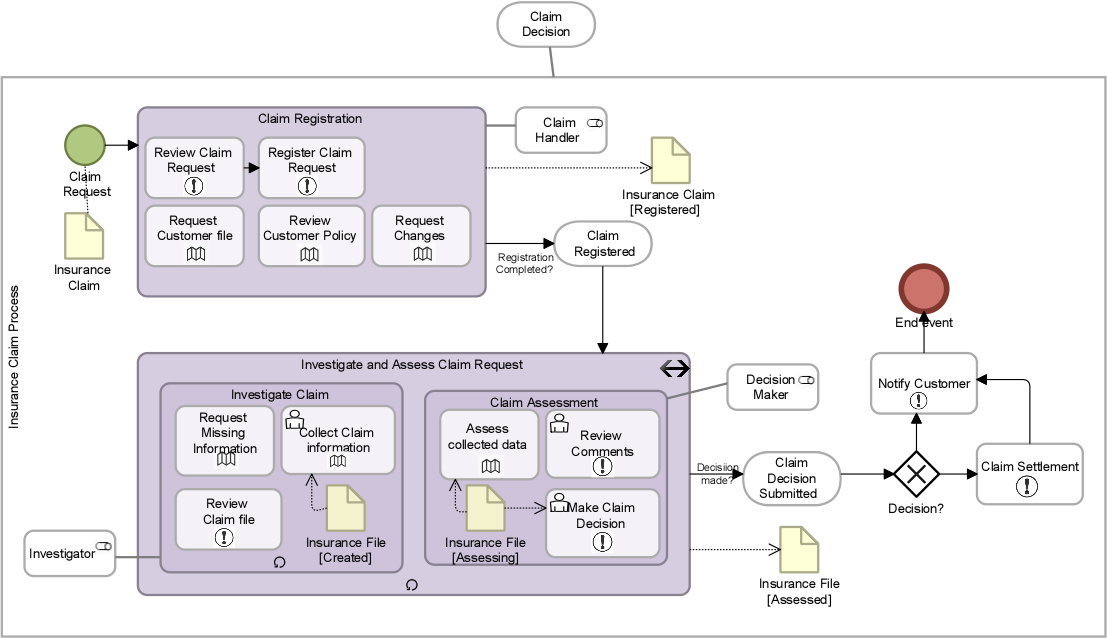 Claim
Decision
Insurance Claim Process
Claim Registration
Claim
Handler
Claim
Request
Review Claim
Request
Register Claim
Request
Insurance Claim
[Registered]
Request
Customer file
Review
Customer Policy
Request
Changes
Insurance
Claim
Registration
Completed?
Claim
Registered
End event
Investigate and Assess Claim Request
Investigate Claim
Claim Assessment
Decision
Maker
Notify Customer
Request
Missing
Information
Collect Claim
information
Assess
collected data
Review
Comments
Decisiion
made?
Claim
Decision
Submitted
Decision?
Claim Settlement
Review
Claim file
Insurance File
[Created]
Insurance File
[Assessing]
Make Claim
Decision
Investigator
Insurance File
[Assessed]